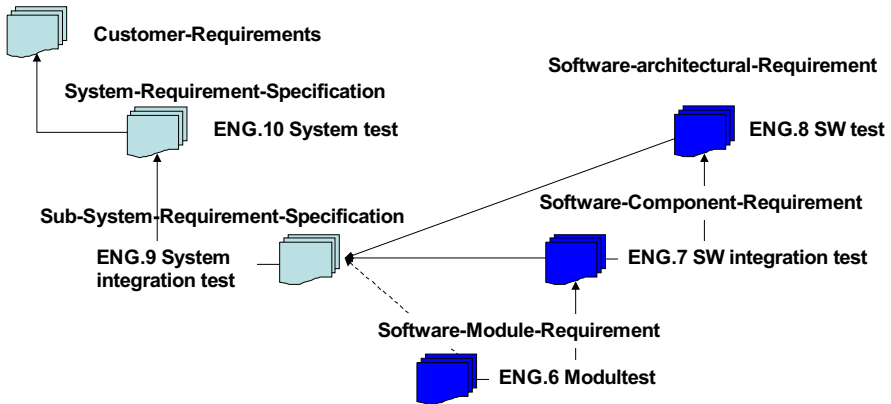 Customer-Requirements
Software-architectural-Requirement
System-Requirement-Specification
ENG.10 System test
ENG.8 SW test
Sub-System-Requirement-Specification
Software-Component-Requirement
ENG.9 System
integration test
ENG.7 SW integration test
Software-Module-Requirement
ENG.6 Modultest